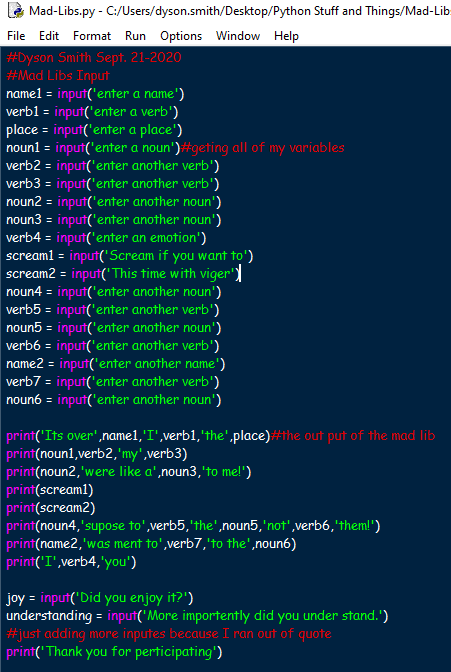 Mad-Libs.py - C:/Users/dyson.smith/Desktop/Python Stuff and Things/Mad-Libs
File Edit Format Run Options Window Help
#Dyson Smith Sept. 21-2020
#Mad Libs Input
name1 = input('enter a name')
verb1 = input('enter a verb')
place = input('enter a place')
noun1 = input('enter a noun')#geting all of my variables
verb2 = input('enter another verb')
verb3 = input('enter another verb')
noun2 = input('enter another noun')
noun3 = input('enter another noun')
verb4 = input('enter an emotion')
scream1 = input('Scream if you want to')
scream2 = input('This time with viger')
noun4 = input('enter another noun')
verb5 = input('enter another verb')
noun5 = input('enter another noun')
verb6 = input('enter another verb')
name2 = input('enter another name')
verb7 = input('enter another verb')
noun6 = input('enter another noun')
print('Its over',name1,'I',verb1,'the',place)#the out put of the mad lib
print(noun1,verb2,'my',verb3)
print(noun2,'were like a',noun3,'to me!')
print(scream1)
print(scream2)
print(noun4,'supose to',verb5,'the',noun5,'not',verb6,'them!')
print(name2,'was ment to',verb7,'to the',noun6)
print('I',verb4,'you')
joy = input('Did you enjoy it?')
understanding = input('More importently did you under stand.')
#just adding more inputes because I ran out of quote
print('Thank you for perticipating')